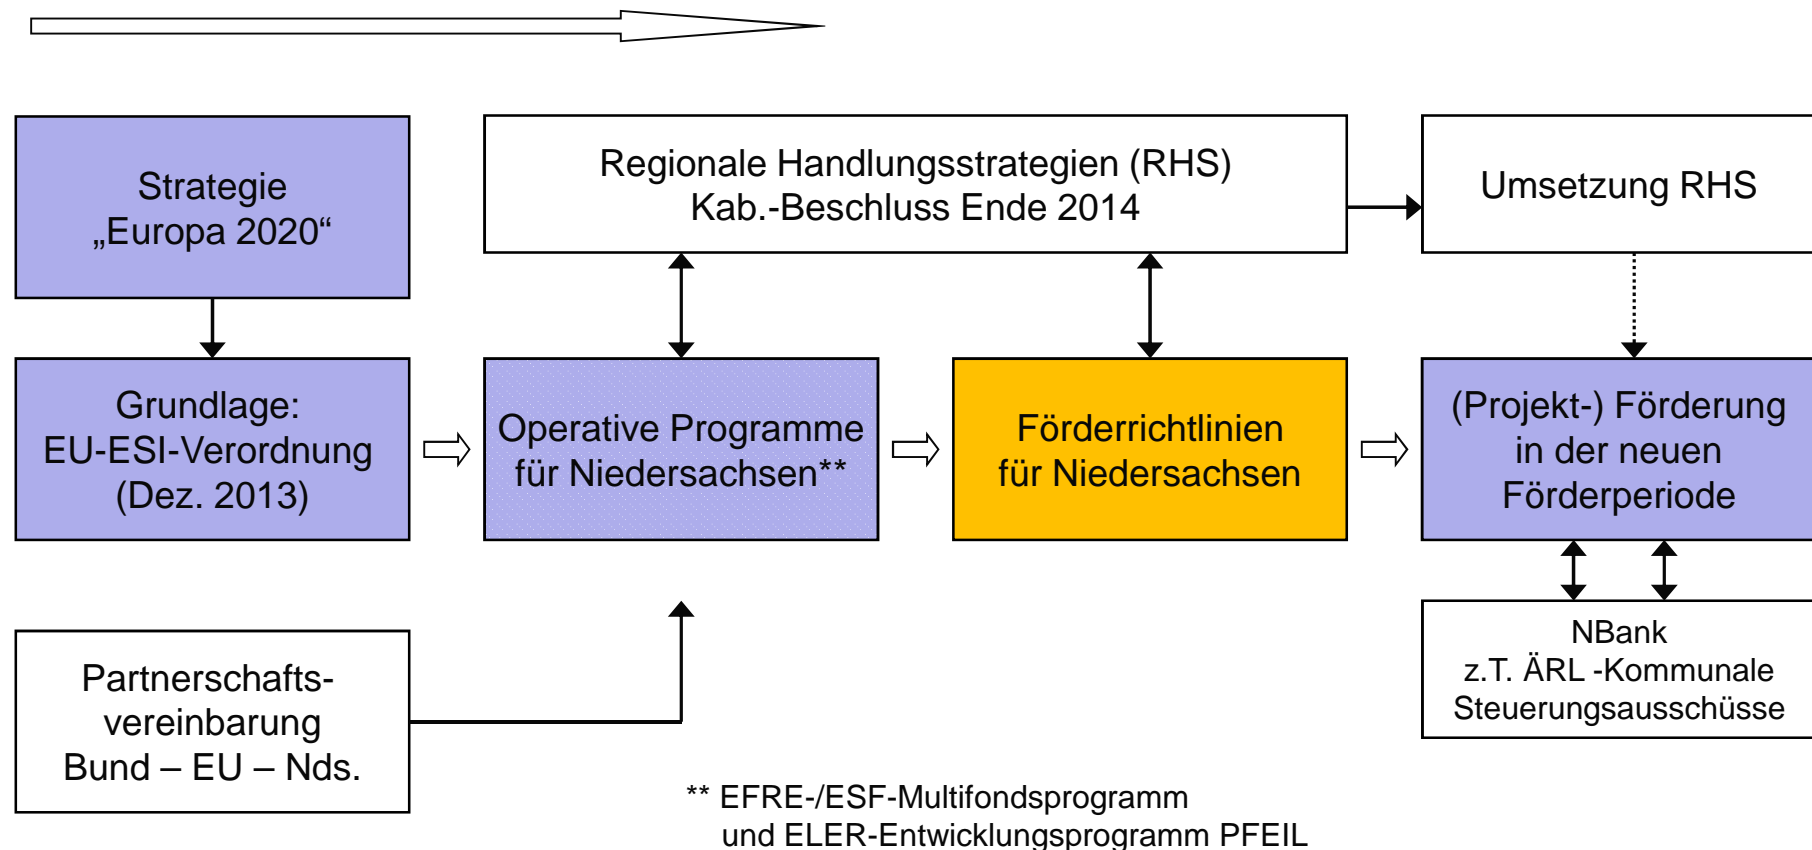 Strategie
„Europa 2020“
Regionale Handlungsstrategien (RHS)
Kab.-Beschluss Ende 2014
Umsetzung RHS
Grundlage:
EU-ESI-Verordnung
(Dez. 2013)
Operative Programme
für Niedersachsen**
Förderrichtlinien
für Niedersachsen
(Projekt-) Förderung
in der neuen
Förderperiode
Partnerschafts-
vereinbarung
Bund – EU – Nds.
NBank
z.T. ÄRL -Kommunale
Steuerungsausschüsse
** EFRE-/ESF-Multifondsprogramm
und ELER-Entwicklungsprogramm PFEIL